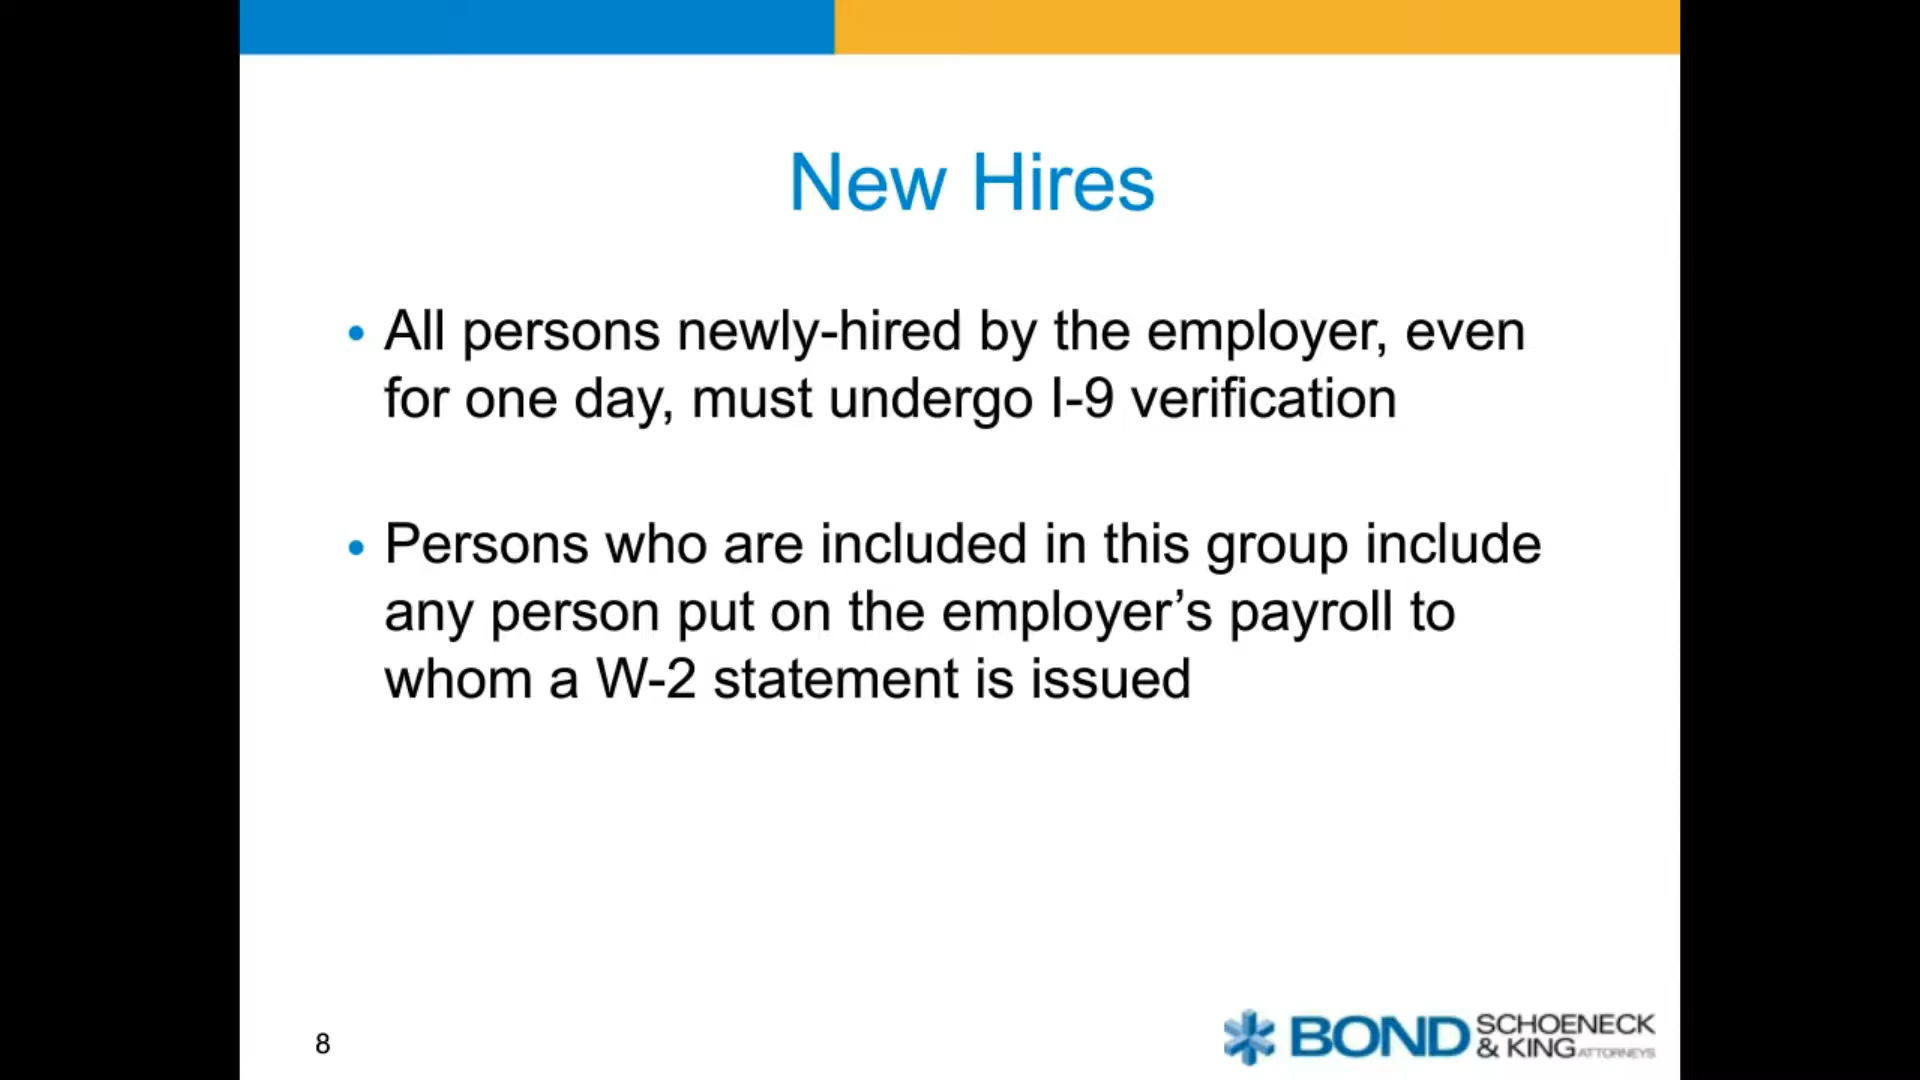 New Hires
• All persons newly-hired by the employer, even
for one day, must undergo I-9 verification
• Persons who are included in this group include
any person put on the employer’s payroll to
whom a W-2 statement is issued
8
BOND SCHOENECK
& KING ATTORNEYS